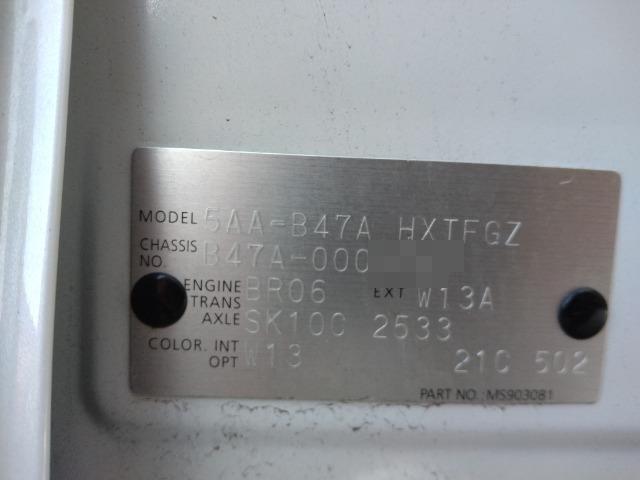 MODEL 5AA-B47A HXTFGZ
CHASSIS NO. B47A-000
ENGINE BR06 EXT W13A
TRANS AXLE SK10C 2533
COLOR. INT OPT W13 21C 502
PART NO.: MS903081